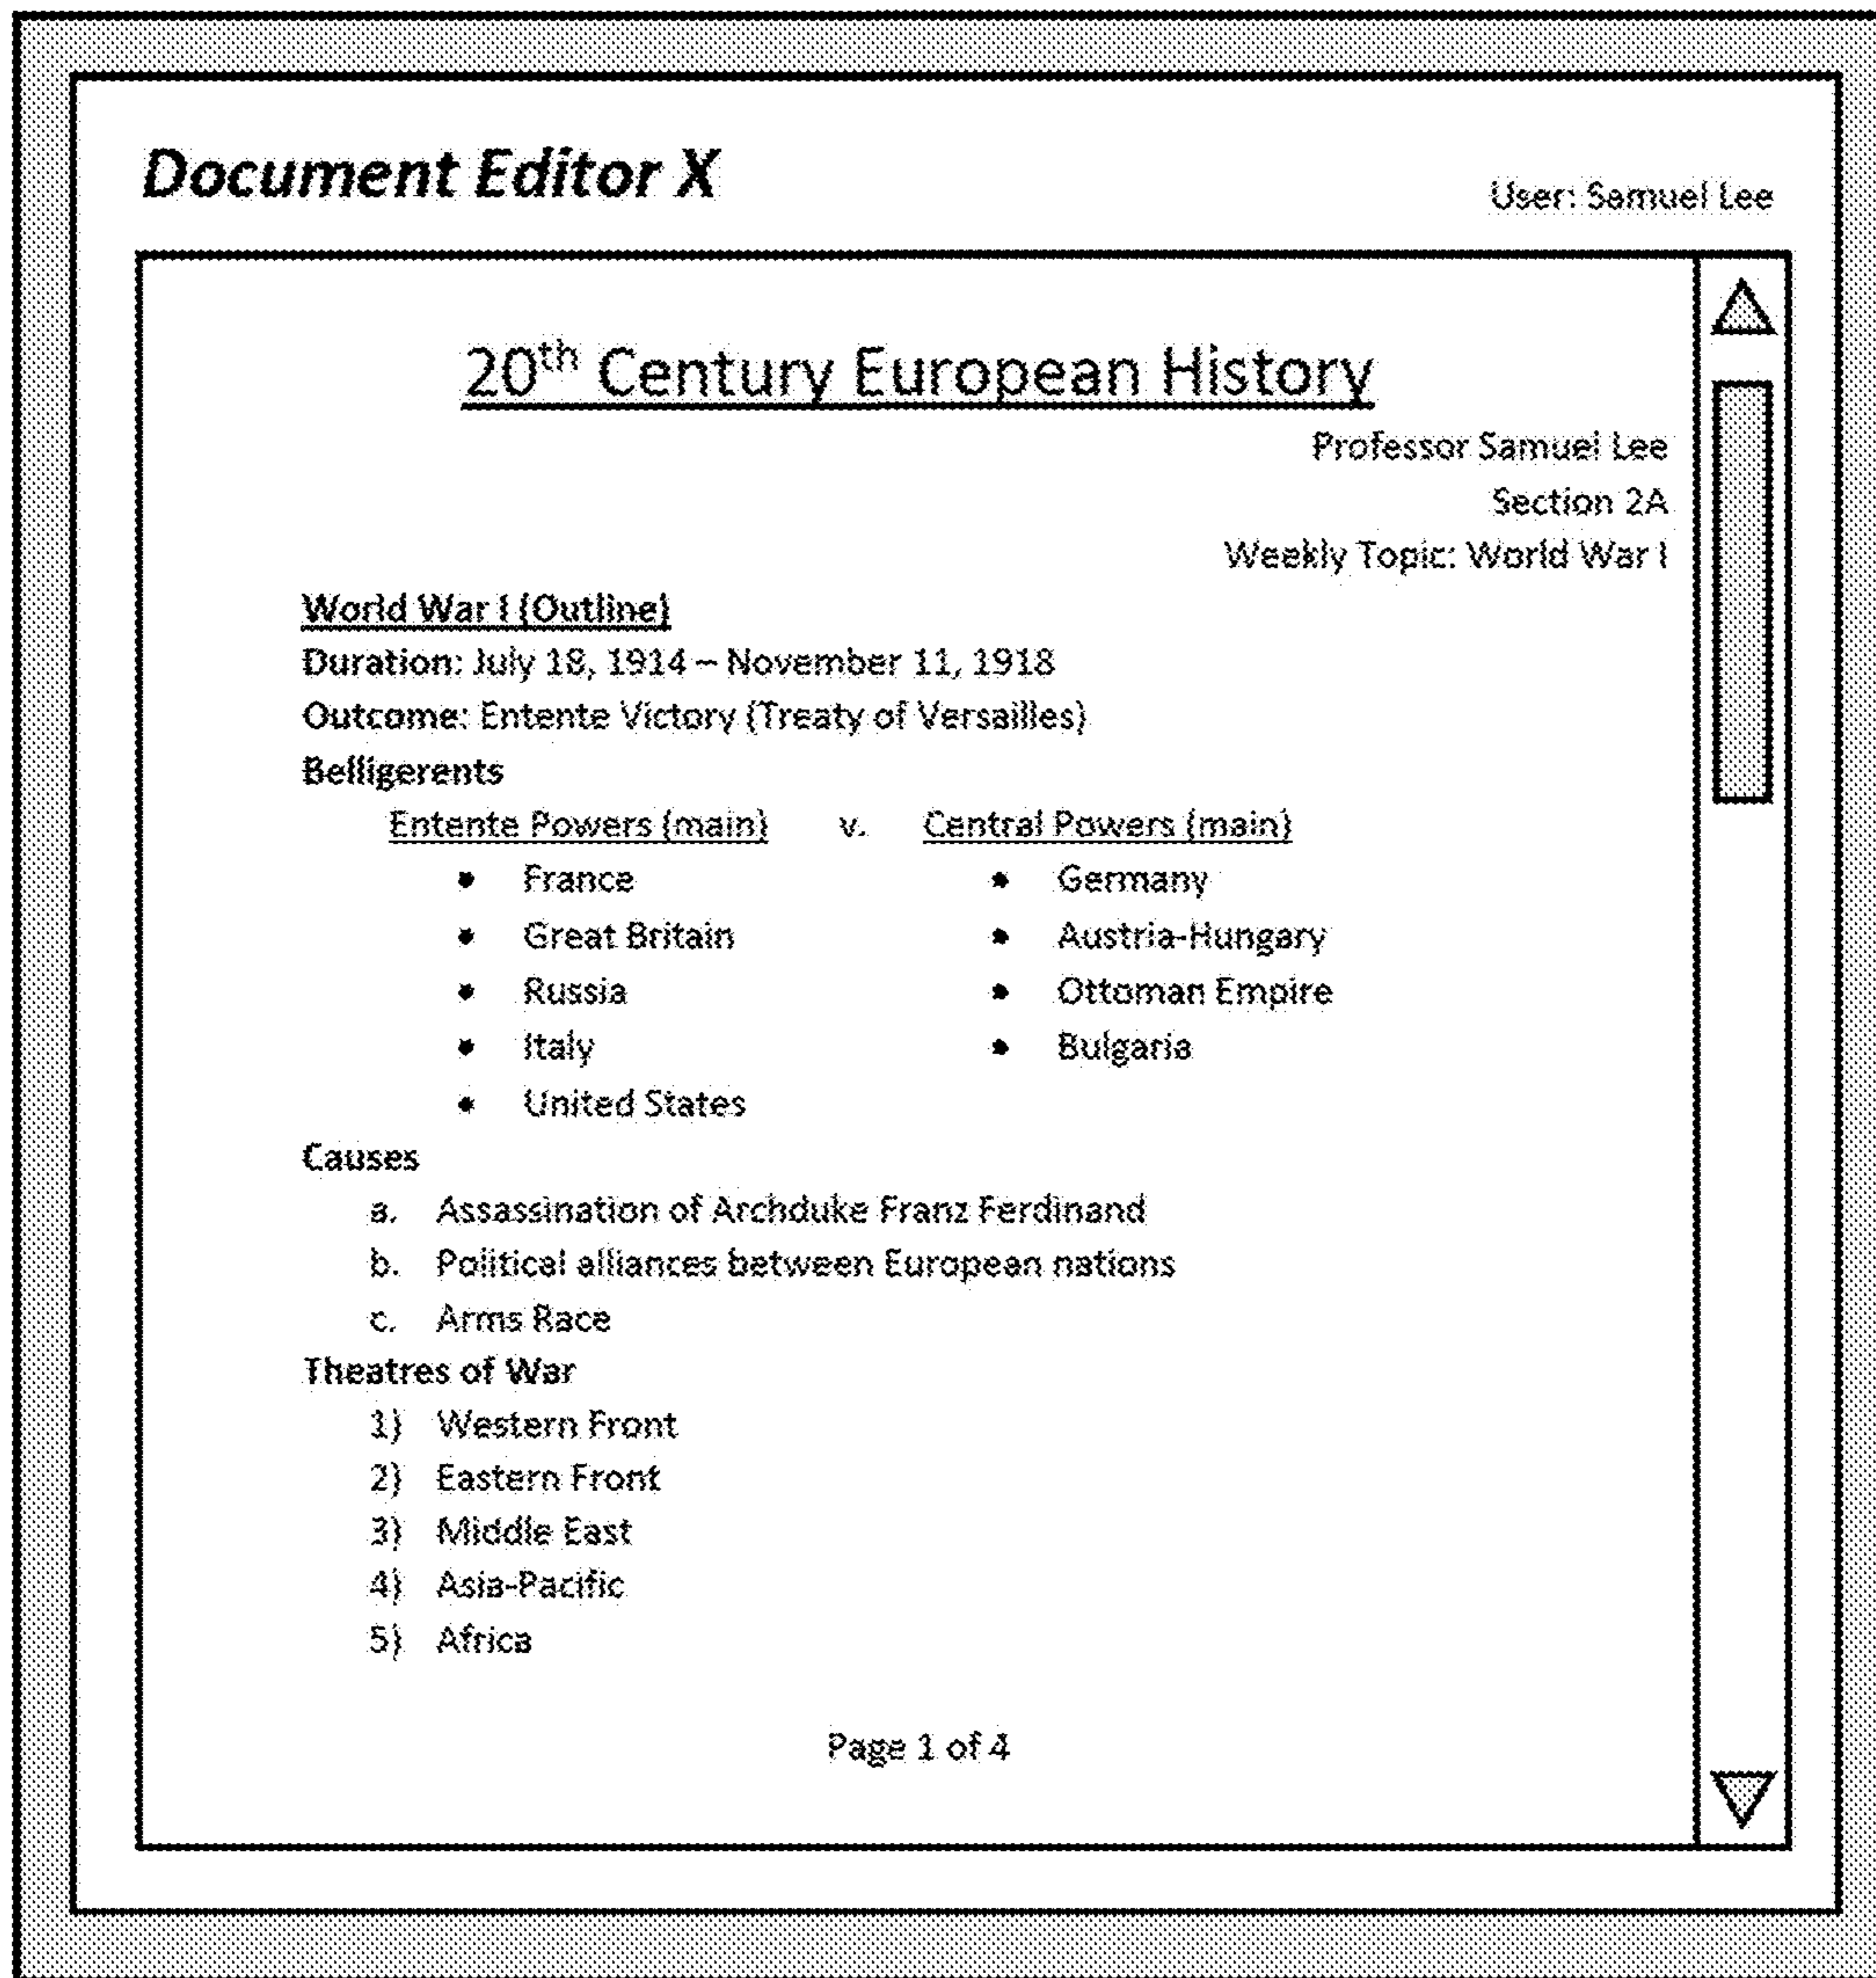 Document Editor X
User: Samuel Lee
20th Century European History
Professor Samuel Lee
Section 2A
Weekly Topic: World War I
World War I (Outline)
Duration: July 18, 1914 – November 11, 1918
Outcome: Entente Victory (Treaty of Versailles)
Belligerents
Entente Powers (main) v. Central Powers (main)
• France • Germany
• Great Britain • Austria-Hungary
• Russia • Ottoman Empire
• Italy • Bulgaria
• United States
Causes
a. Assassination of Archduke Franz Ferdinand
b. Political alliances between European nations
c. Arms Race
Theatres of War
1) Western Front
2) Eastern Front
3) Middle East
4) Asia-Pacific
5) Africa
Page 1 of 4